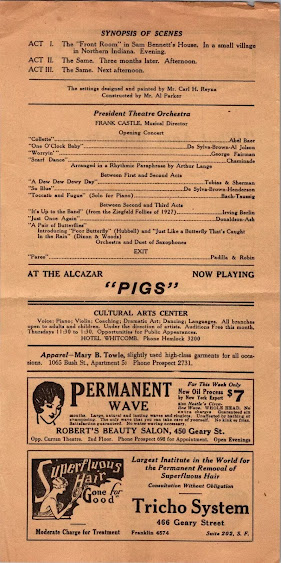 SYNOPSIS OF SCENES
ACT I. The "Front Room" in Sam Bennett's House. In a small village
in Northern Indiana. Evening.
ACT II. The Same. Three months later. Afternoon.
ACT III. The Same. Next afternoon.
The settings designed and painted by Mr. Carl H. Reyne
Constructed by Mr. Al Parker
President Theatre Orchestra
FRANK CASTLE, Musical Director
Opening Concert
"Collette" Abel Baer
"One O'Clock Baby" De Sylva-Brown-Al Jolson
"Worryin'" George Fairman
"Scarf Dance" Chaminade
Arranged in a Rhythmic Paraphrase by Arthur Lange
Between First and Second Acts
"A Dew Dew Dewy Day" Tobias & Sherman
"So Blue" De Sylva-Brown-Henderson
"Toccata and Fugue" (Solo for Piano) Bach-Tausig
Between Second and Third Acts
"It's Up to the Band" (from the Ziegfeld Follies of 1927) Irving Berlin
"Just Once Again" Donaldson-Ash
"A Pair of Butterflies"
Introducing "Poor Butterfly" (Hubbell) and "Just Like a Butterfly That's Caught
in the Rain" (Dixon & Woods)
Orchestra and Duet of Saxophones
EXIT
"Paree" Padilla & Robin
AT THE ALCAZAR NOW PLAYING
"PIGS"
CULTURAL ARTS CENTER
Voice; Piano; Violin; Coaching; Dramatic Art; Dancing; Languages. All branches
open to adults and children. Under the direction of artists. Auditions Free this month,
Thursdays 11:30 to 1:30. Opportunities for Public Appearances.
HOTEL WHITCOMB. Phone Hemlock 3200
Apparel—Mary B. Towle, slightly used high-class garments for all occa-
sions. 1065 Bush St., Apartment 5; Phone Prospect 2731.
PERMANENT
WAVE
For This Week Only
New Oil Process
by New York Expert
$7
ROBERT'S BEAUTY SALON, 450 Geary St.
Opp. Curran Theatre. 2nd Floor. Phone Prospect 698 for Appointment. Open Evenings
Superfluous
Hair
Gone for
Good
Moderate Charge for Treatment
Largest Institute in the World for
the Permanent Removal of
Superfluous Hair
Consultation Without Obligation
Tricho System
466 Geary Street
Franklin 4574 Suite 202, S. F.